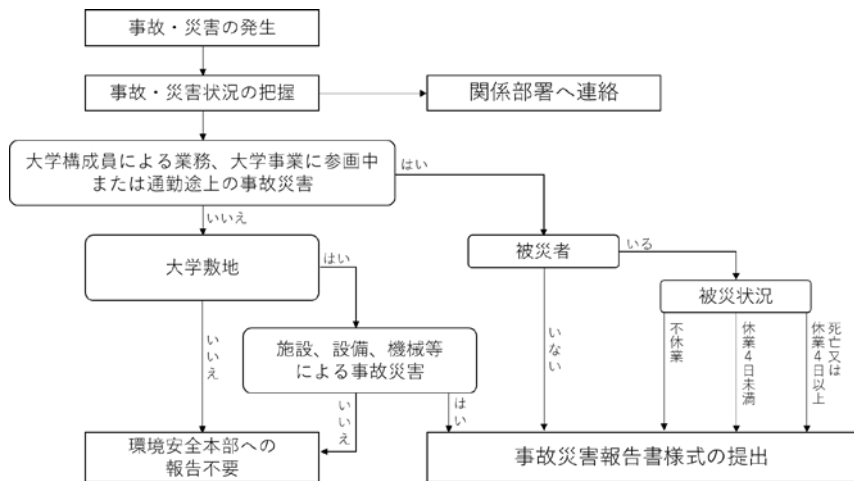 事故・災害の発生
事故・災害状況の把握
関係部署へ連絡
大学構成員による業務、大学事業に参画中
または通勤途上の事故災害
はい
いいえ
大学敷地
はい
被災者
いる
被災状況
いいえ
施設、設備、機械等
による事故災害
いない
不休業
休業4日未満
死亡又は
休業4日以上
いいえ
はい
環境安全本部への
報告不要
事故災害報告書様式の提出